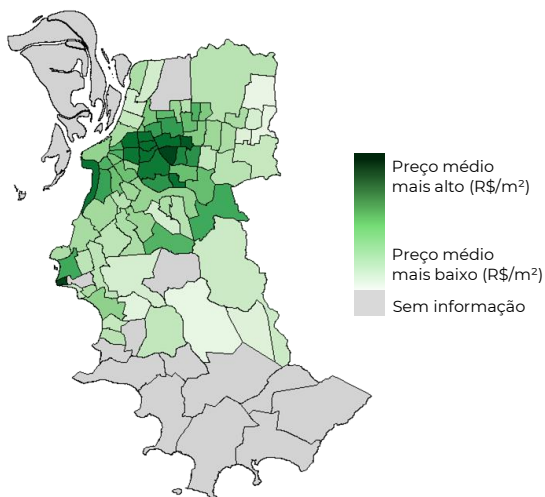 Preço médio
mais alto (R$/m²)
Preço médio
mais baixo (R$/m²)
Sem informação